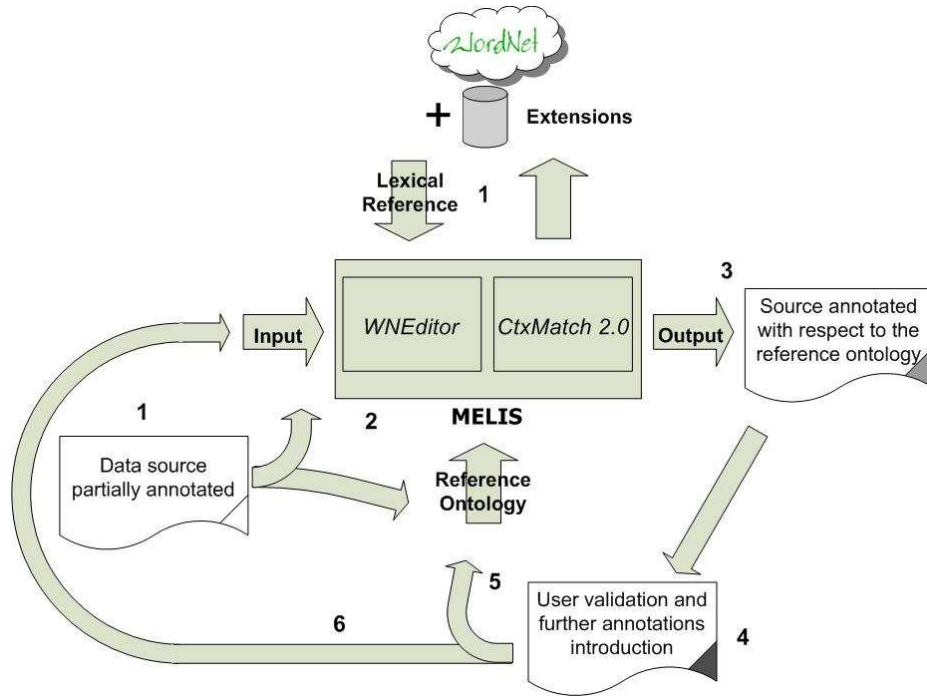 WordNet
+
Extensions
Lexical
Reference
1
3
Input
WNEditor
CtxMatch 2.0
Output
Source annotated
with respect to the
reference ontology
1
2
MELIS
Data source
partially annotated
Reference
Ontology
5
User validation and
further annotations
introduction
4
6